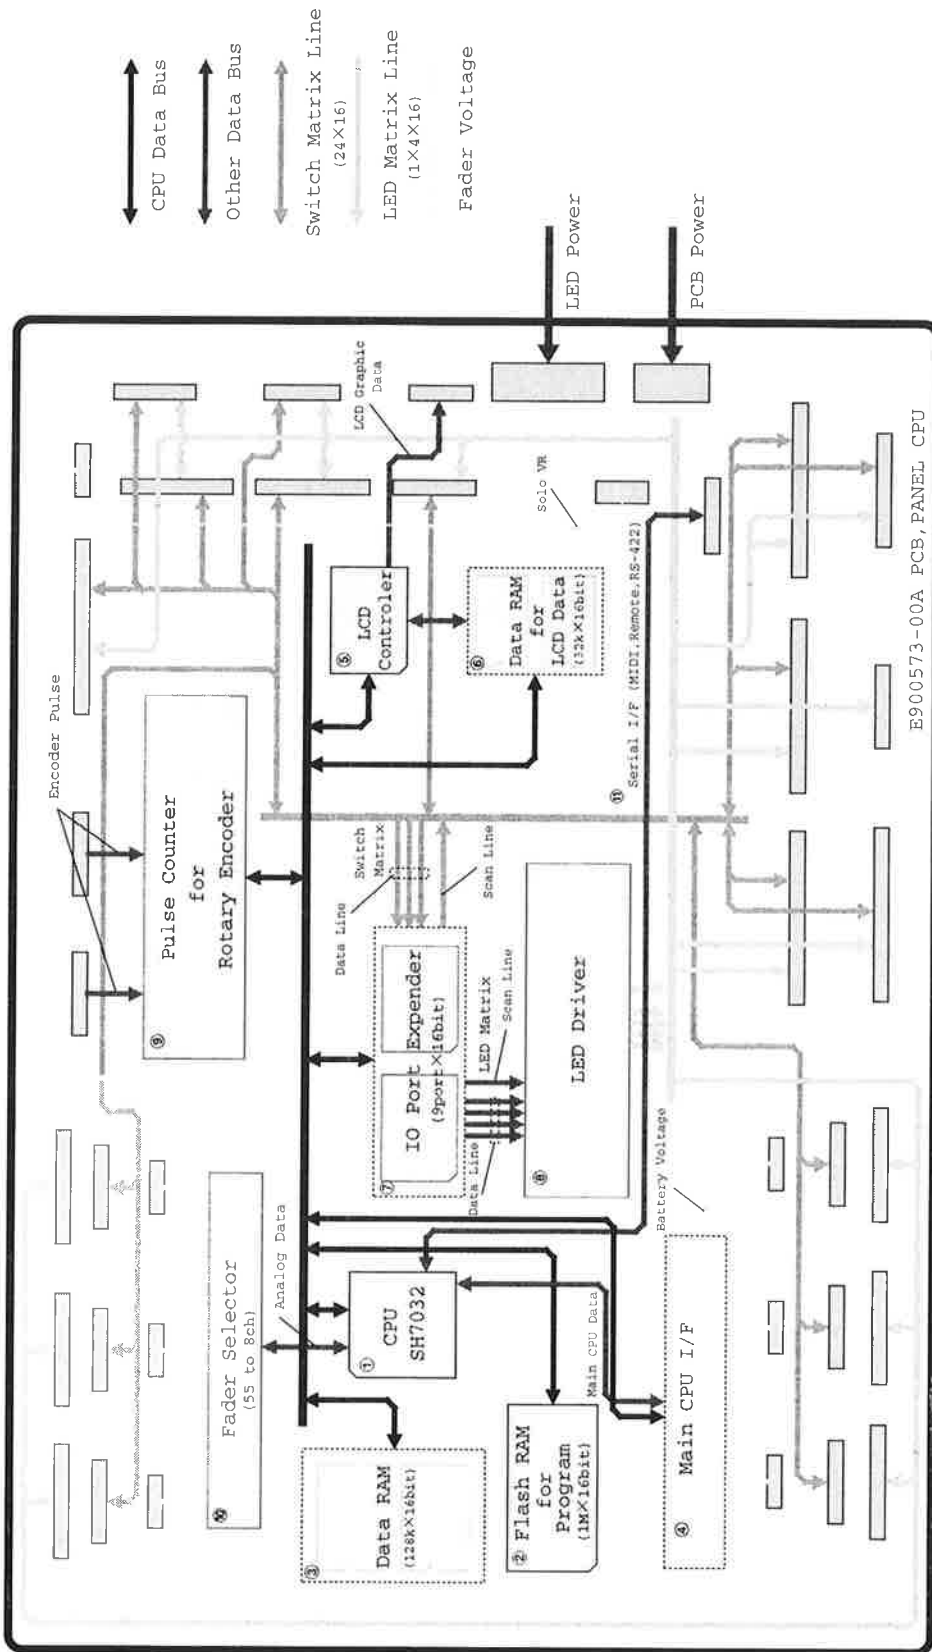 Encoder Pulse
⑨
Pulse Counter
for
Rotary Encoder
⑩
Fader Selector
(55 to 8ch)
Analog Data
③
Data RAM
(128k×16bit)
①
CPU
SH7032
②
Flash RAM
for
Program
(1M×16bit)
Main CPU Data
④
Main CPU I/F
Battery Voltage
⑦
IO Port Expender
(9port×16bit)
Data Line
Switch
Matrix
Scan Line
Data Line
LED Matrix
Scan Line
⑧
LED Driver
⑤
LCD
Controler
⑥
Data RAM
for
LCD Data
(32k×16bit)
LCD Graphic
Data
Solo VR
⑪ Serial I/F (MIDI,Remote,RS-422)
LED Power
PCB Power
CPU Data Bus
Other Data Bus
Switch Matrix Line
(24×16)
LED Matrix Line
(1×4×16)
Fader Voltage
E900573-00A PCB,PANEL CPU